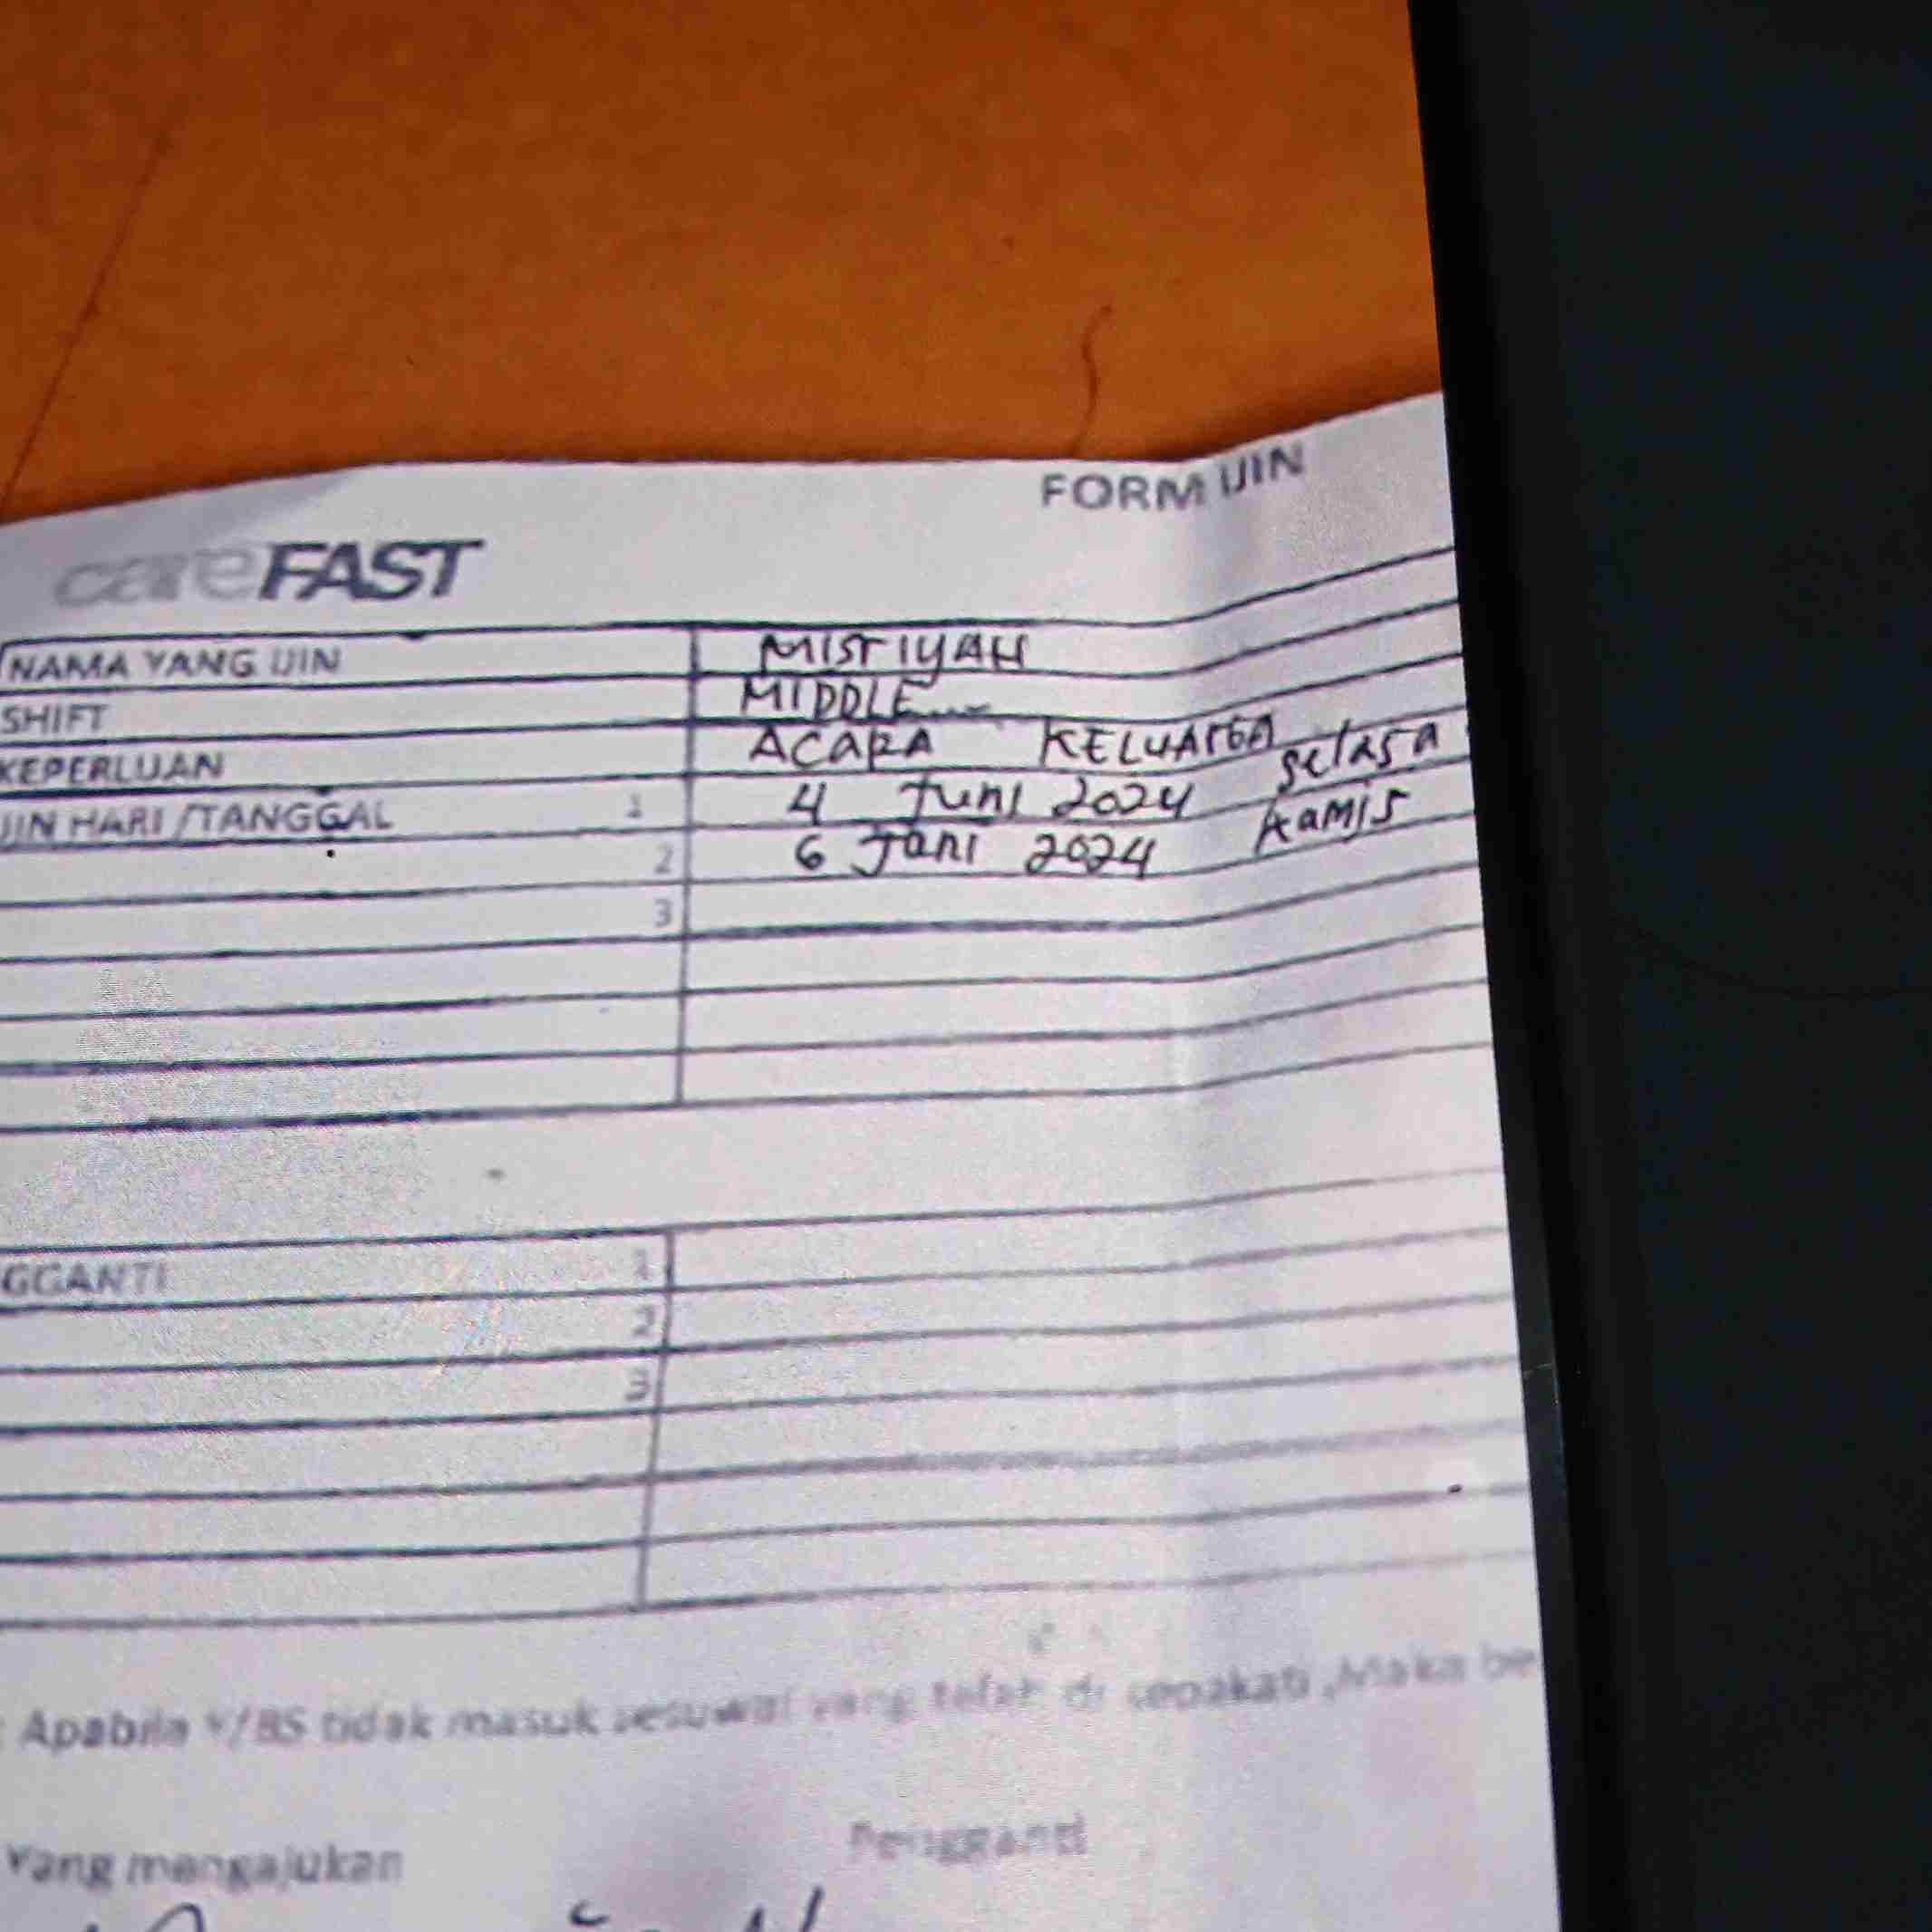 FORM IJIN
careFAST
NAMA YANG IJIN MISTIYAH
SHIFT MIDDLE
KEPERLUAN ACARA KELUARGA
IJIN HARI /TANGGAL 1 4 Juni 2024 selasa
2 6 Juni 2024 kamis
3
GGANTI 1
2
3
: Apabila Y/BS tidak masuk sesuwai yang telah di sepakati ,Maka be
Yang mengajukan Pengganti